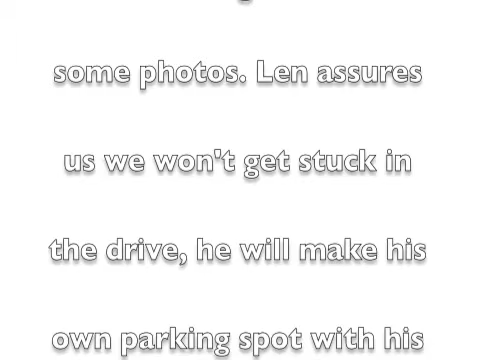 some photos. Len assures
us we won't get stuck in
the drive, he will make his
own parking spot with his